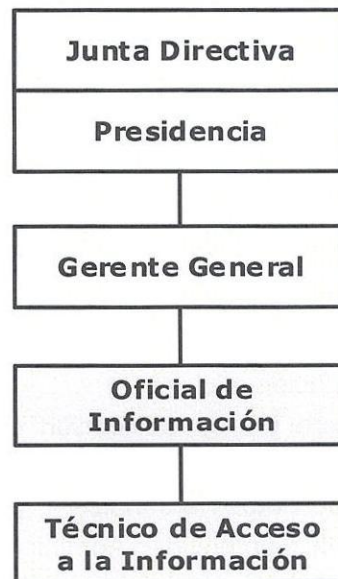 Junta Directiva
Presidencia
Gerente General
Oficial de
Información
Técnico de Acceso
a la Información